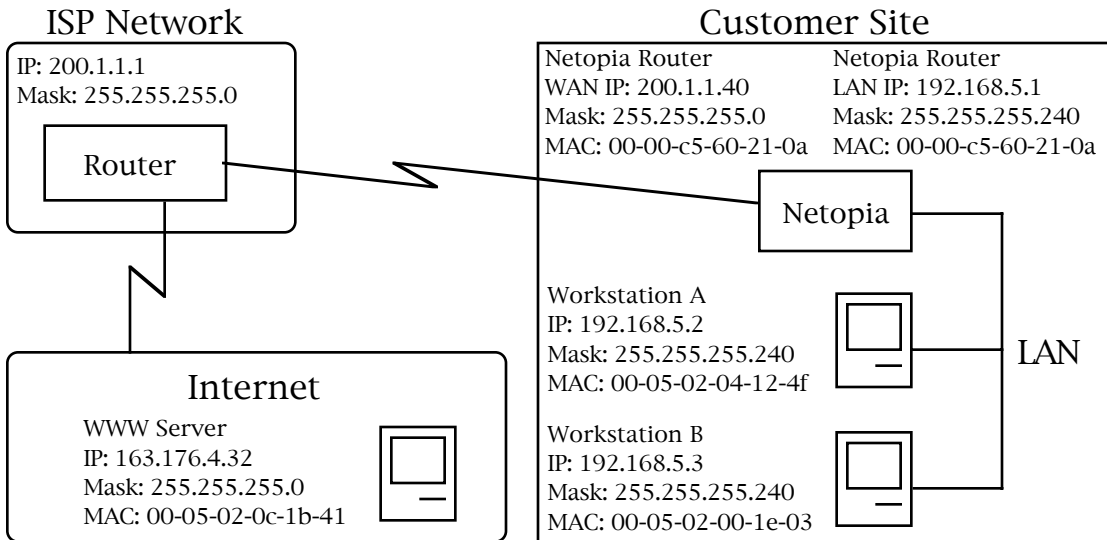 ISP Network
IP: 200.1.1.1
Mask: 255.255.255.0
Router
Customer Site
Netopia Router
WAN IP: 200.1.1.40
Mask: 255.255.255.0
MAC: 00-00-c5-60-21-0a
Netopia Router
LAN IP: 192.168.5.1
Mask: 255.255.255.240
MAC: 00-00-c5-60-21-0a
Netopia
Workstation A
IP: 192.168.5.2
Mask: 255.255.255.240
MAC: 00-05-02-04-12-4f
LAN
Workstation B
IP: 192.168.5.3
Mask: 255.255.255.240
MAC: 00-05-02-00-1e-03
Internet
WWW Server
IP: 163.176.4.32
Mask: 255.255.255.0
MAC: 00-05-02-0c-1b-41